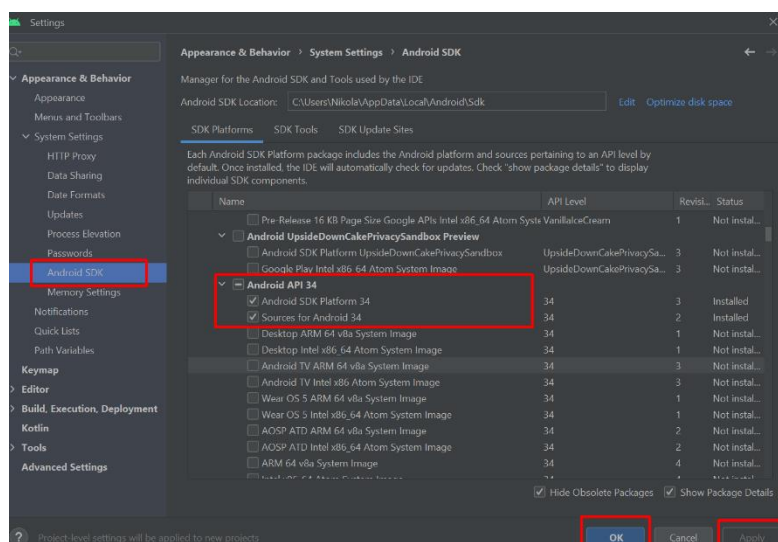 Settings
Appearance & Behavior › System Settings › Android SDK
Manager for the Android SDK and Tools used by the IDE
Android SDK Location: C:\Users\Nikola\AppData\Local\Android\Sdk Edit Optimize disk space
SDK Platforms SDK Tools SDK Update Sites
Each Android SDK Platform package includes the Android platform and sources pertaining to an API level by
default. Once installed, the IDE will automatically check for updates. Check "show package details" to display
individual SDK components.
Appearance & Behavior
Appearance
Menus and Toolbars
System Settings
HTTP Proxy
Data Sharing
Date Formats
Updates
Process Elevation
Passwords
Android SDK
Memory Settings
Notifications
Quick Lists
Path Variables
Keymap
Editor
Build, Execution, Deployment
Kotlin
Tools
Advanced Settings
Name API Level Revisi... Status
Pre-Release 16 KB Page Size Google APIs Intel x86_64 Atom Syste VanillaIceCream 1 Not instal...
Android UpsideDownCakePrivacySandbox Preview
Android SDK Platform UpsideDownCakePrivacySandbox UpsideDownCakePrivacySa... 3 Not instal...
Google Play Intel x86_64 Atom System Image UpsideDownCakePrivacySa... 3 Not instal...
Android API 34
Android SDK Platform 34 34 3 Installed
Sources for Android 34 34 2 Installed
Desktop ARM 64 v8a System Image 34 1 Not instal...
Desktop Intel x86_64 Atom System Image 34 1 Not instal...
Android TV ARM 64 v8a System Image 34 3 Not instal...
Android TV Intel x86 Atom System Image 34 3 Not instal...
Wear OS 5 ARM 64 v8a System Image 34 1 Not instal...
Wear OS 5 Intel x86_64 Atom System Image 34 1 Not instal...
AOSP ATD ARM 64 v8a System Image 34 2 Not instal...
AOSP ATD Intel x86_64 Atom System Image 34 2 Not instal...
ARM 64 v8a System Image 34 4 Not instal...
Hide Obsolete Packages Show Package Details
? Project-level settings will be applied to new projects
OK Cancel Apply